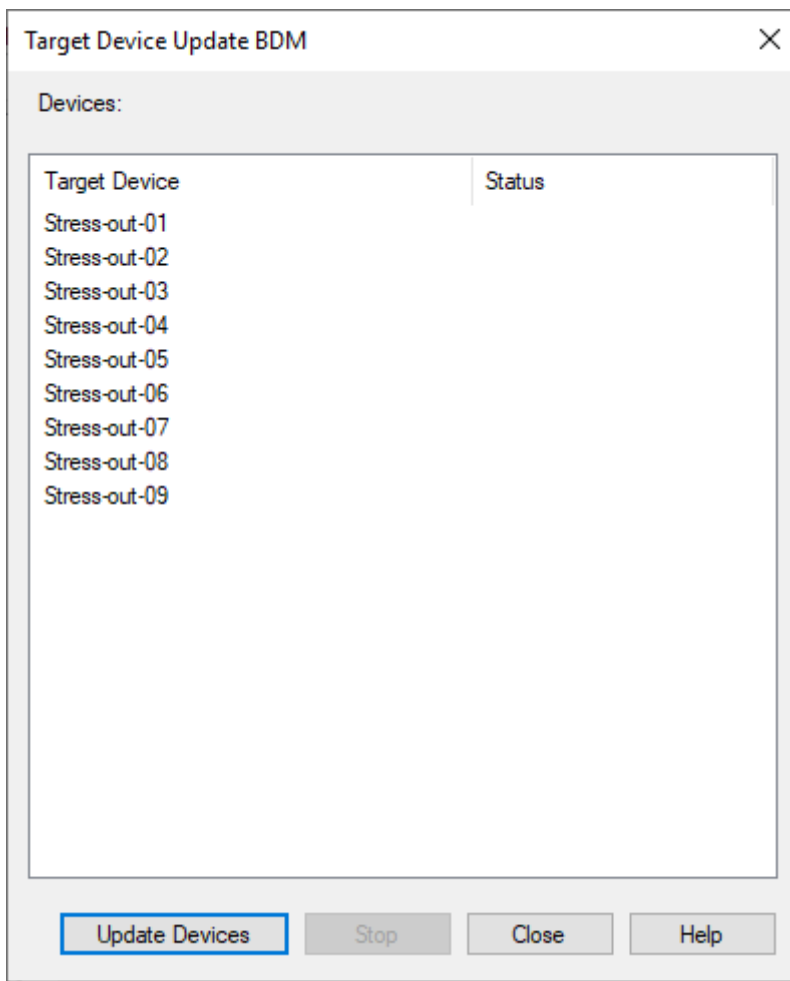 Target Device Update BDM
Devices:
Target Device Status
Stress-out-01
Stress-out-02
Stress-out-03
Stress-out-04
Stress-out-05
Stress-out-06
Stress-out-07
Stress-out-08
Stress-out-09
Update Devices Stop Close Help